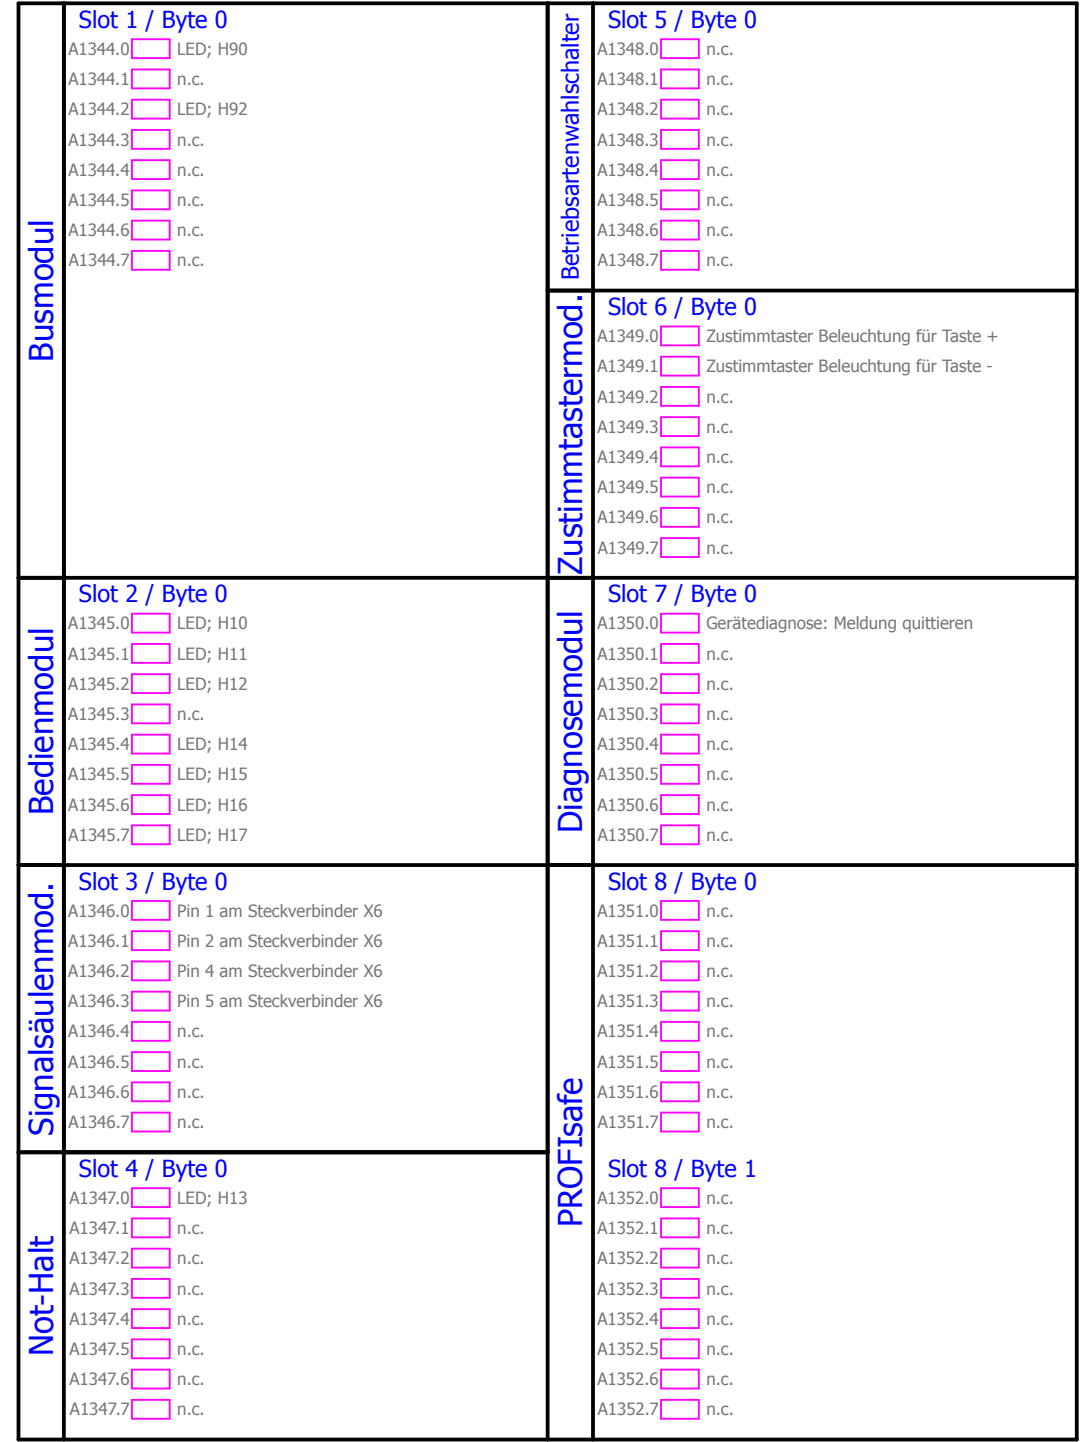 Busmodul
Slot 1 / Byte 0
A1344.0 LED; H90
A1344.1 n.c.
A1344.2 LED; H92
A1344.3 n.c.
A1344.4 n.c.
A1344.5 n.c.
A1344.6 n.c.
A1344.7 n.c.
Bedienmodul
Slot 2 / Byte 0
A1345.0 LED; H10
A1345.1 LED; H11
A1345.2 LED; H12
A1345.3 n.c.
A1345.4 LED; H14
A1345.5 LED; H15
A1345.6 LED; H16
A1345.7 LED; H17
Signalsäulenmod.
Slot 3 / Byte 0
A1346.0 Pin 1 am Steckverbinder X6
A1346.1 Pin 2 am Steckverbinder X6
A1346.2 Pin 4 am Steckverbinder X6
A1346.3 Pin 5 am Steckverbinder X6
A1346.4 n.c.
A1346.5 n.c.
A1346.6 n.c.
A1346.7 n.c.
Not-Halt
Slot 4 / Byte 0
A1347.0 LED; H13
A1347.1 n.c.
A1347.2 n.c.
A1347.3 n.c.
A1347.4 n.c.
A1347.5 n.c.
A1347.6 n.c.
A1347.7 n.c.
Betriebsartenwahlschalter
Slot 5 / Byte 0
A1348.0 n.c.
A1348.1 n.c.
A1348.2 n.c.
A1348.3 n.c.
A1348.4 n.c.
A1348.5 n.c.
A1348.6 n.c.
A1348.7 n.c.
Zustimmtastermod.
Slot 6 / Byte 0
A1349.0 Zustimmtaster Beleuchtung für Taste +
A1349.1 Zustimmtaster Beleuchtung für Taste -
A1349.2 n.c.
A1349.3 n.c.
A1349.4 n.c.
A1349.5 n.c.
A1349.6 n.c.
A1349.7 n.c.
Diagnosemodul
Slot 7 / Byte 0
A1350.0 Gerätediagnose: Meldung quittieren
A1350.1 n.c.
A1350.2 n.c.
A1350.3 n.c.
A1350.4 n.c.
A1350.5 n.c.
A1350.6 n.c.
A1350.7 n.c.
PROFIsafe
Slot 8 / Byte 0
A1351.0 n.c.
A1351.1 n.c.
A1351.2 n.c.
A1351.3 n.c.
A1351.4 n.c.
A1351.5 n.c.
A1351.6 n.c.
A1351.7 n.c.
Slot 8 / Byte 1
A1352.0 n.c.
A1352.1 n.c.
A1352.2 n.c.
A1352.3 n.c.
A1352.4 n.c.
A1352.5 n.c.
A1352.6 n.c.
A1352.7 n.c.